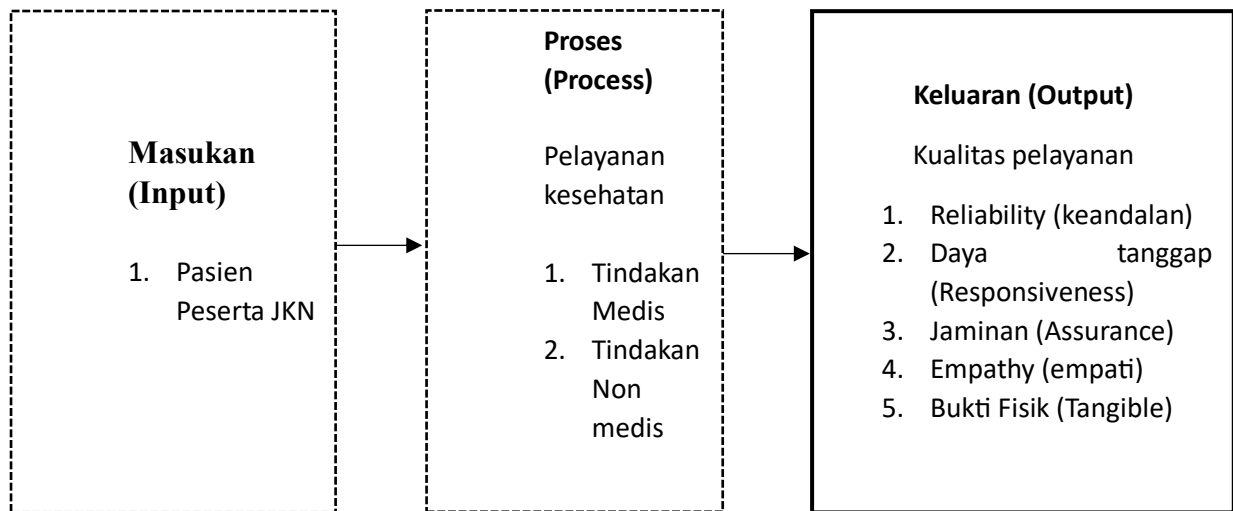 Masukan
(Input)
1. Pasien
Peserta JKN
Proses
(Process)
Pelayanan
kesehatan
1. Tindakan
Medis
2. Tindakan
Non
medis
Keluaran (Output)
Kualitas pelayanan
1. Reliability (keandalan)
2. Daya tanggap
(Responsiveness)
3. Jaminan (Assurance)
4. Empathy (empati)
5. Bukti Fisik (Tangible)